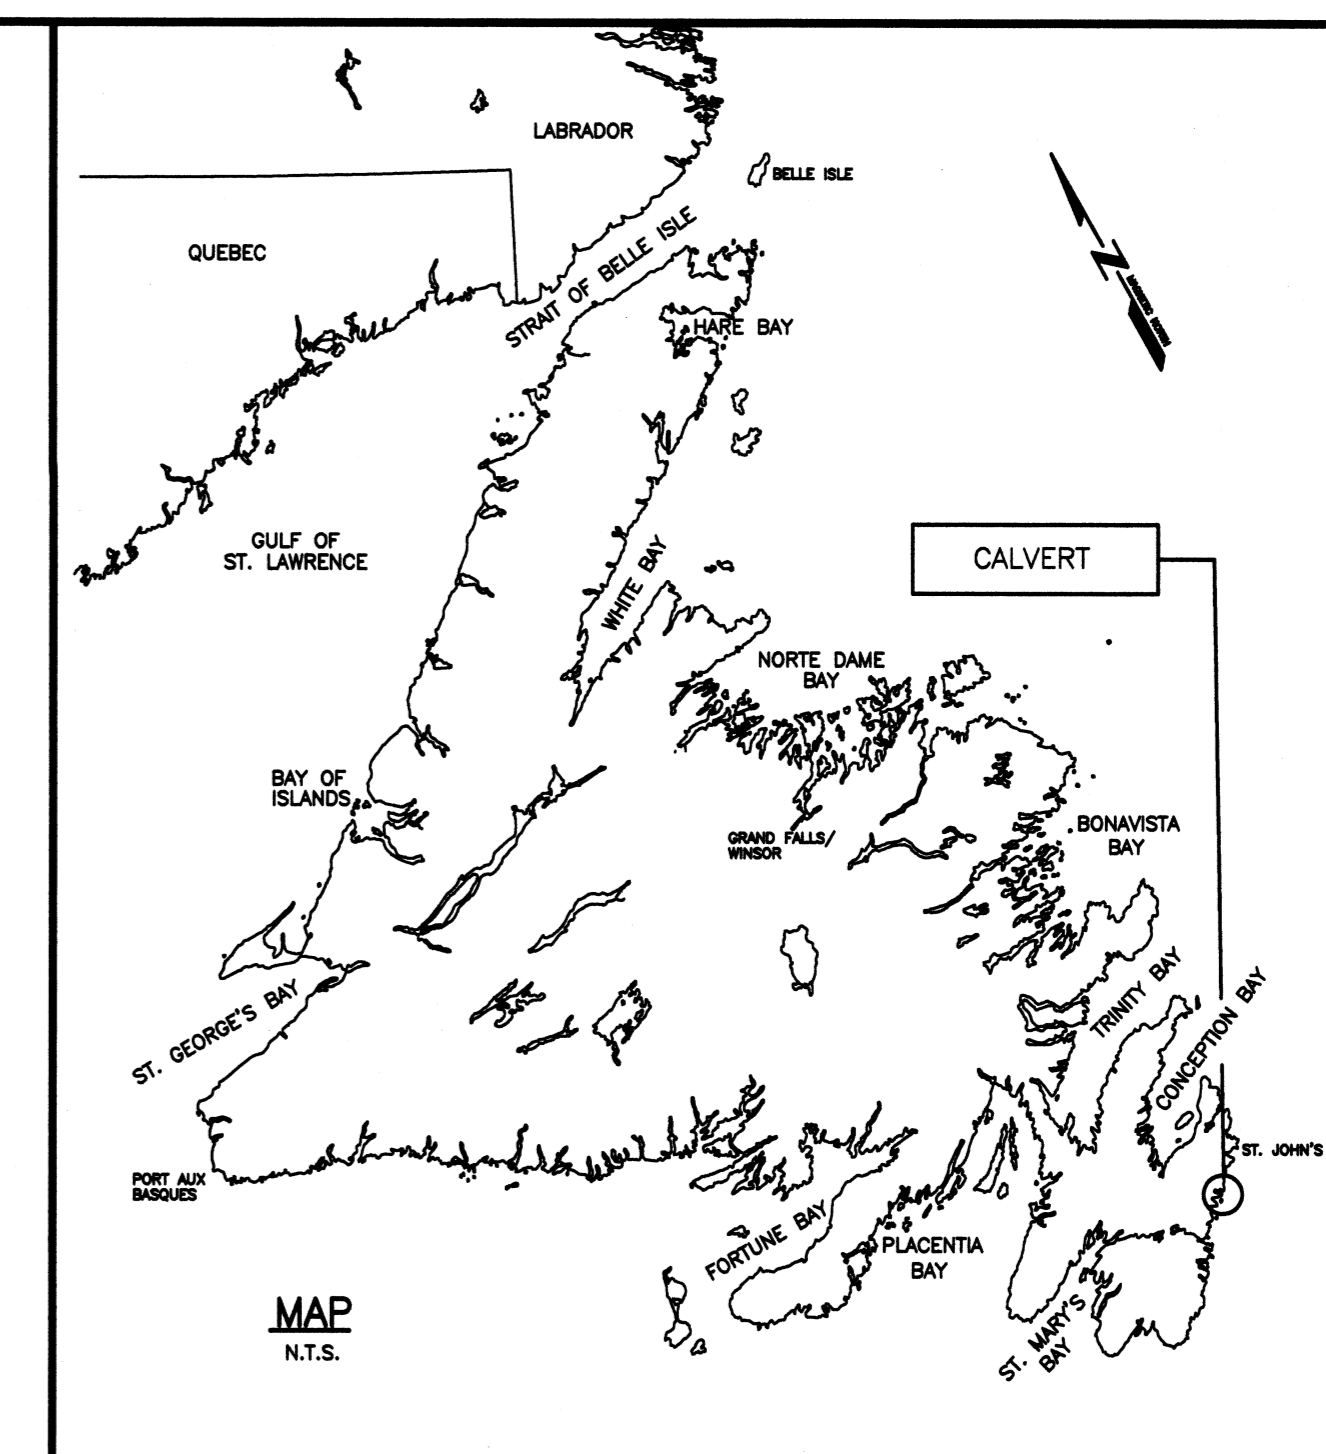 LABRADOR
BELLE ISLE
QUEBEC
STRAIT OF BELLE ISLE
HARE BAY
GULF OF
ST. LAWRENCE
WHITE BAY
CALVERT
NORTE DAME
BAY
BAY OF
ISLANDS
GRAND FALLS/
WINSOR
BONAVISTA
BAY
TRINITY BAY
CONCEPTION BAY
ST. GEORGE'S BAY
ST. JOHN'S
PORT AUX
BASQUES
FORTUNE BAY
PLACENTIA
BAY
ST. MARY'S
BAY
MAP
N.T.S.